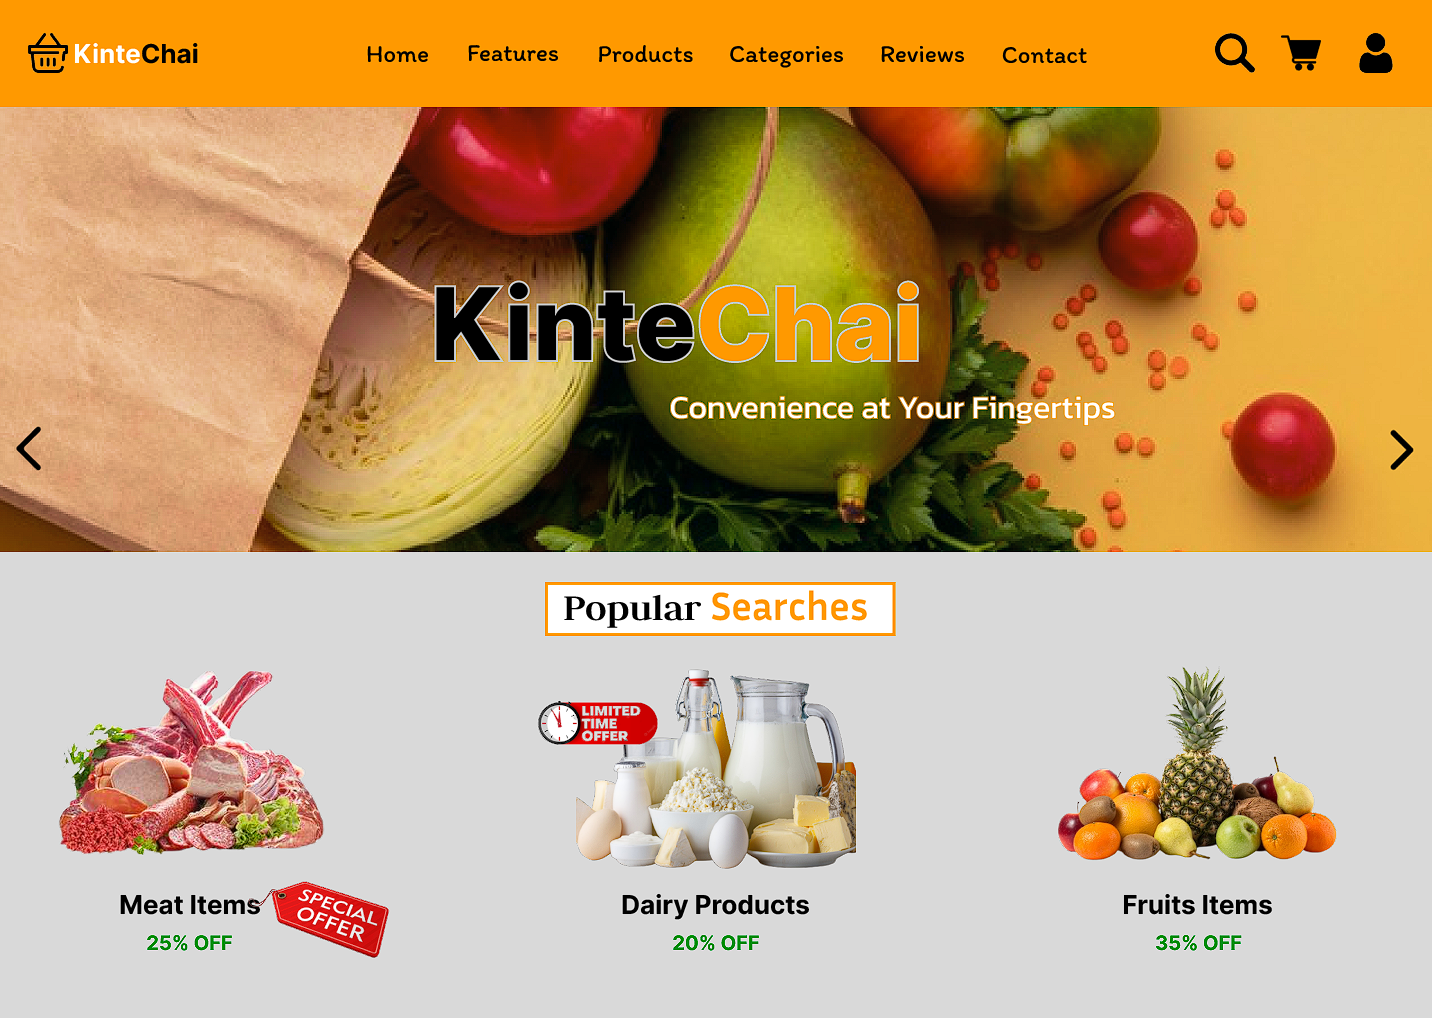 KinteChai
Home Features Products Categories Reviews Contact
KinteChai
Convenience at Your Fingertips
Popular Searches
LIMITED
TIME
OFFER
Meat Items
25% OFF
SPECIAL
OFFER
Dairy Products
20% OFF
Fruits Items
35% OFF